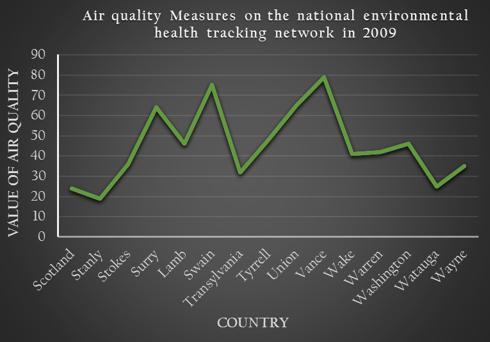 Air quality Measures on the national environmental
health tracking network in 2009
VALUE OF AIR QUALITY
90
80
70
60
50
40
30
20
10
0
Scotland
Stanly
Stokes
Surry
Lamb
Swain
Transylvania
Tyrrell
Union
Vance
Wake
Warren
Washington
Watauga
Wayne
COUNTRY